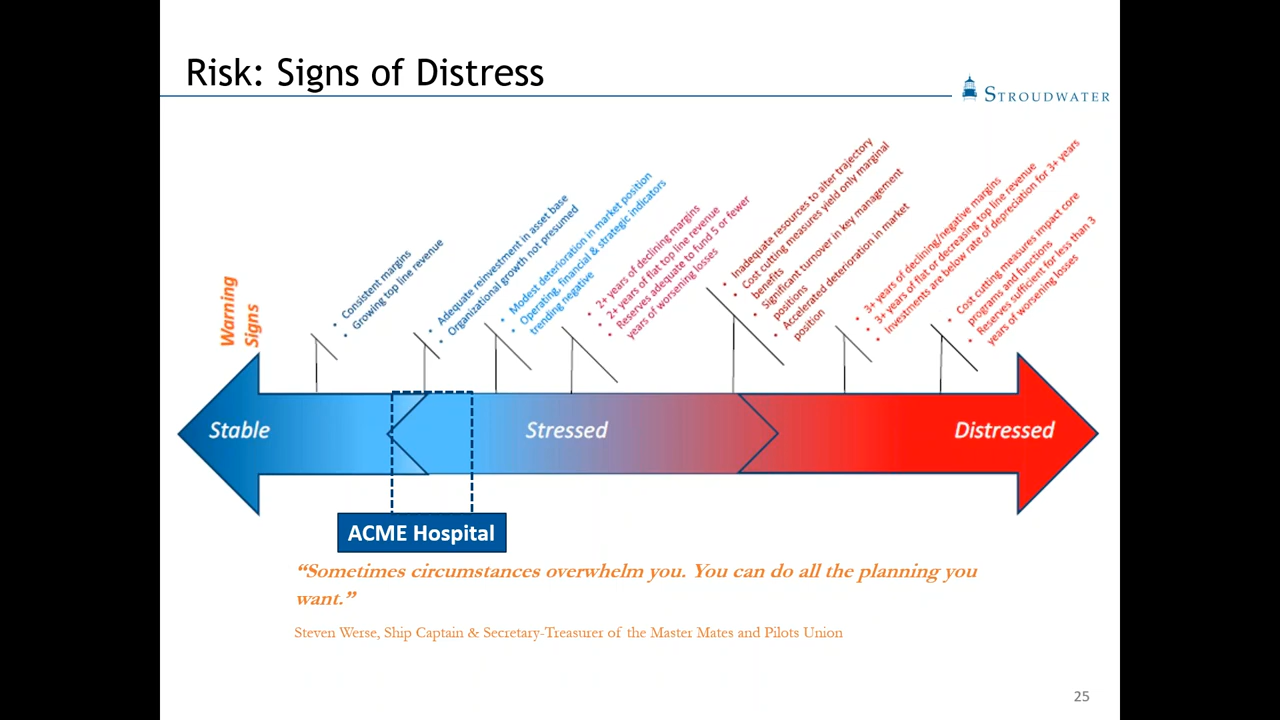 Risk: Signs of Distress
STROUDWATER
Warning
Signs
• Consistent margins
• Growing top line revenue
• Adequate reinvestment in asset base
• Organizational growth not presumed
• Modest deterioration in market position
• Operating, financial & strategic indicators
trending negative
• 2+ years of declining margins
• 2+ years of flat top line revenue
• Reserves adequate to fund 5 or fewer
years of worsening losses
• Inadequate resources to alter trajectory
• Cost cutting measures yield only marginal
benefits
• Significant turnover in key management
positions
• Accelerated deterioration in market
position
• 3+ years of declining/negative margins
• 3+ years of flat or decreasing top line revenue
• Investments are below rate of depreciation for 3+ years
• Cost cutting measures impact core
programs and functions
• Reserves sufficient for less than 3
years of worsening losses
Stable
Stressed
Distressed
ACME Hospital
“Sometimes circumstances overwhelm you. You can do all the planning you
want.”
Steven Werse, Ship Captain & Secretary-Treasurer of the Master Mates and Pilots Union
25